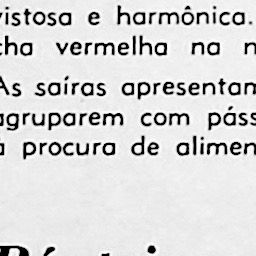 vistosa e harmônica.
cha vermelha na n
As saíras apresentam
agruparem com páss
a procura de alimen